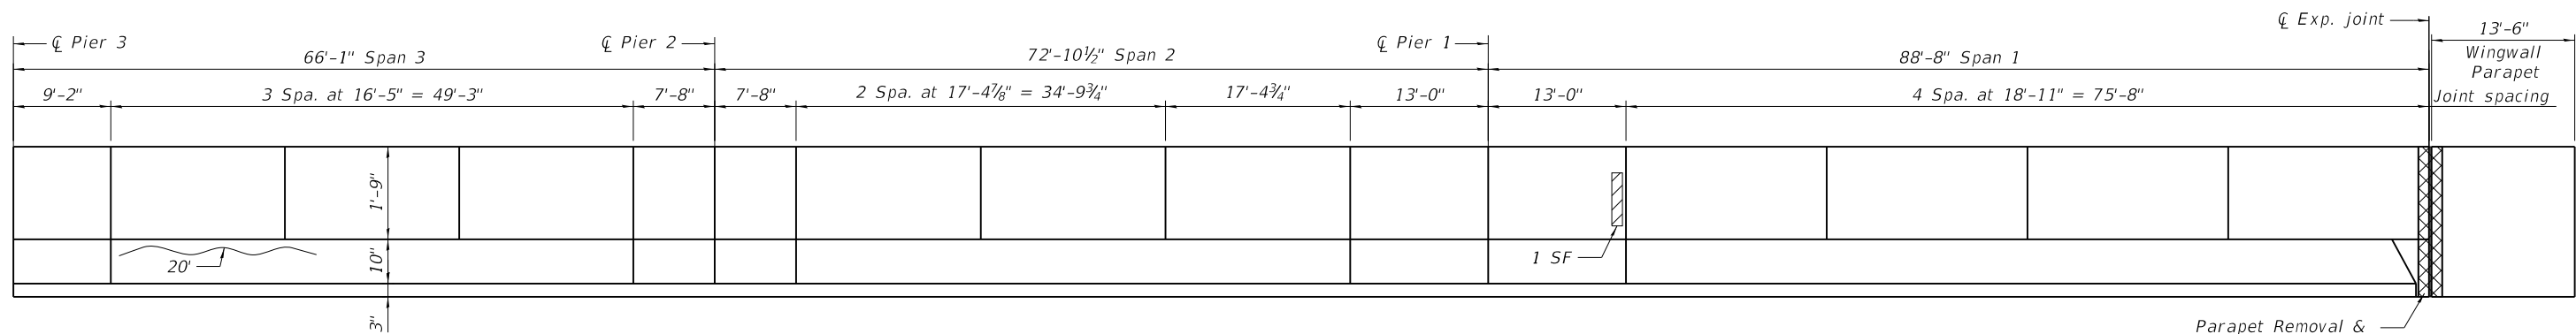 ℄ Exp. joint
℄ Pier 3
℄ Pier 2
℄ Pier 1
13'-6"
66'-1" Span 3
72'-10½" Span 2
88'-8" Span 1
Wingwall
Parapet
Joint spacing
9'-2"
3 Spa. at 16'-5" = 49'-3"
7'-8"
7'-8"
2 Spa. at 17'-4⅞" = 34'-9¾"
17'-4¾"
13'-0"
13'-0"
4 Spa. at 18'-11" = 75'-8"
1'-9"
10"
3"
20'
1 SF
Parapet Removal &